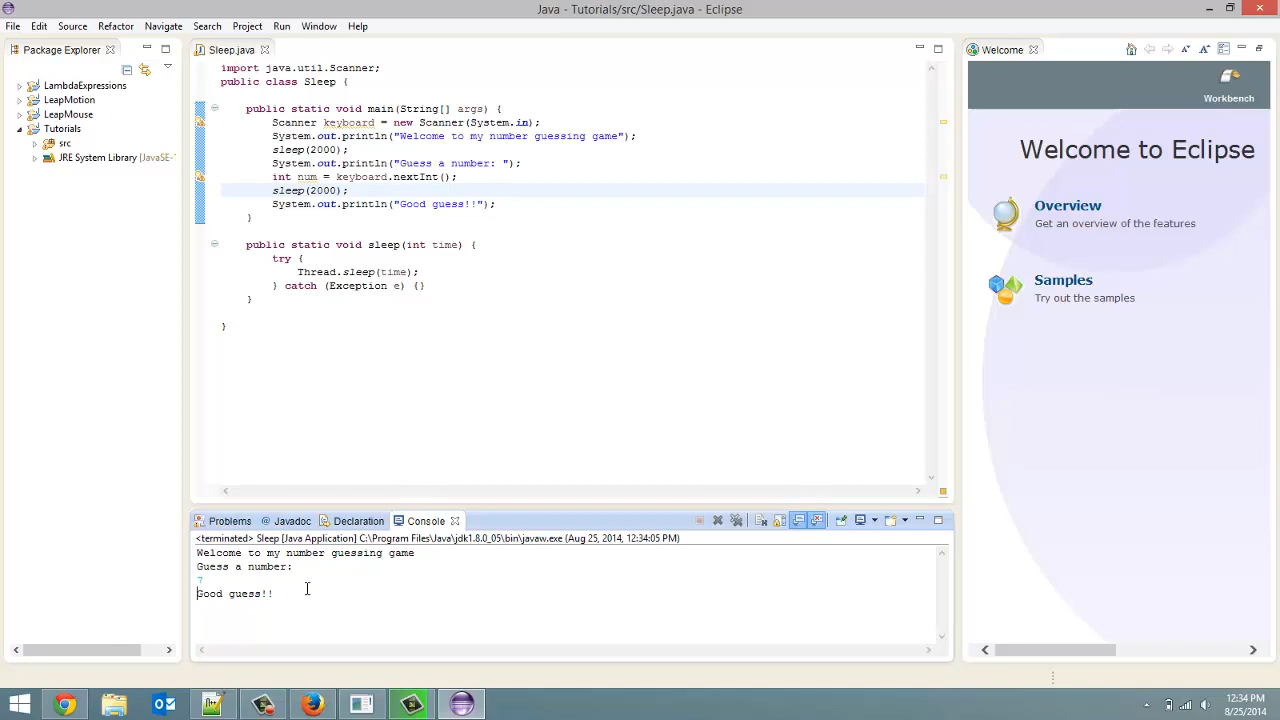 Java - Tutorials/src/Sleep.java - Eclipse
File Edit Source Refactor Navigate Search Project Run Window Help
Package Explorer
LambdaExpressions
LeapMotion
LeapMouse
Tutorials
src
JRE System Library [JavaSE-
Sleep.java
import java.util.Scanner;
public class Sleep {
public static void main(String[] args) {
Scanner keyboard = new Scanner(System.in);
System.out.println("Welcome to my number guessing game");
sleep(2000);
System.out.println("Guess a number: ");
int num = keyboard.nextInt();
sleep(2000);
System.out.println("Good guess!!");
}
public static void sleep(int time) {
try {
Thread.sleep(time);
} catch (Exception e) {}
}
}
Welcome
Workbench
Welcome to Eclipse
Overview
Get an overview of the features
Samples
Try out the samples
Problems @ Javadoc Declaration Console
<terminated> Sleep [Java Application] C:\Program Files\Java\jdk1.8.0_05\bin\javaw.exe (Aug 25, 2014, 12:34:05 PM)
Welcome to my number guessing game
Guess a number:
7
Good guess!!
12:34 PM
8/25/2014